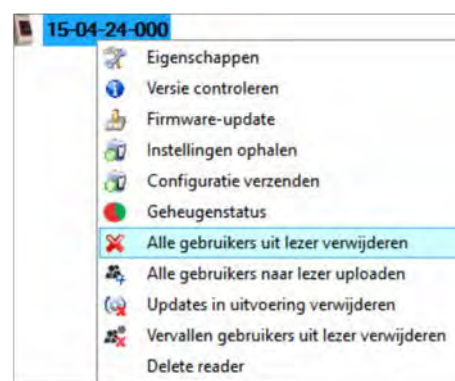 15-04-24-000
Eigenschappen
Versie controleren
Firmware-update
Instellingen ophalen
Configuratie verzenden
Geheugenstatus
Alle gebruikers uit lezer verwijderen
Alle gebruikers naar lezer uploaden
Updates in uitvoering verwijderen
Vervallen gebruikers uit lezer verwijderen
Delete reader